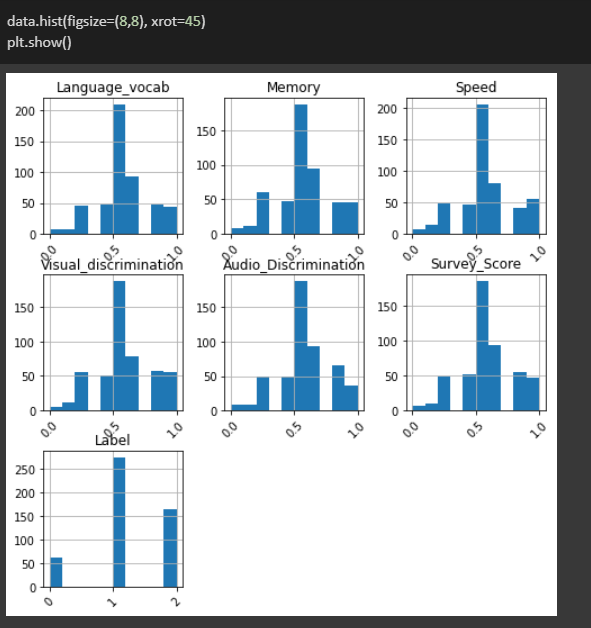 data.hist(figsize=(8,8), xrot=45)
plt.show()
Language_vocab Memory Speed
200
150
100
50
0
0.0 0.5 1.0
150
100
50
0
0.0 0.5 1.0
200
150
100
50
0
0.0 0.5 1.0
Visual_discrimination Audio_Discrimination Survey_Score
150
100
50
0
0.0 0.5 1.0
150
100
50
0
0.0 0.5 1.0
150
100
50
0
0.0 0.5 1.0
Label
250
200
150
100
50
0
0 1 2